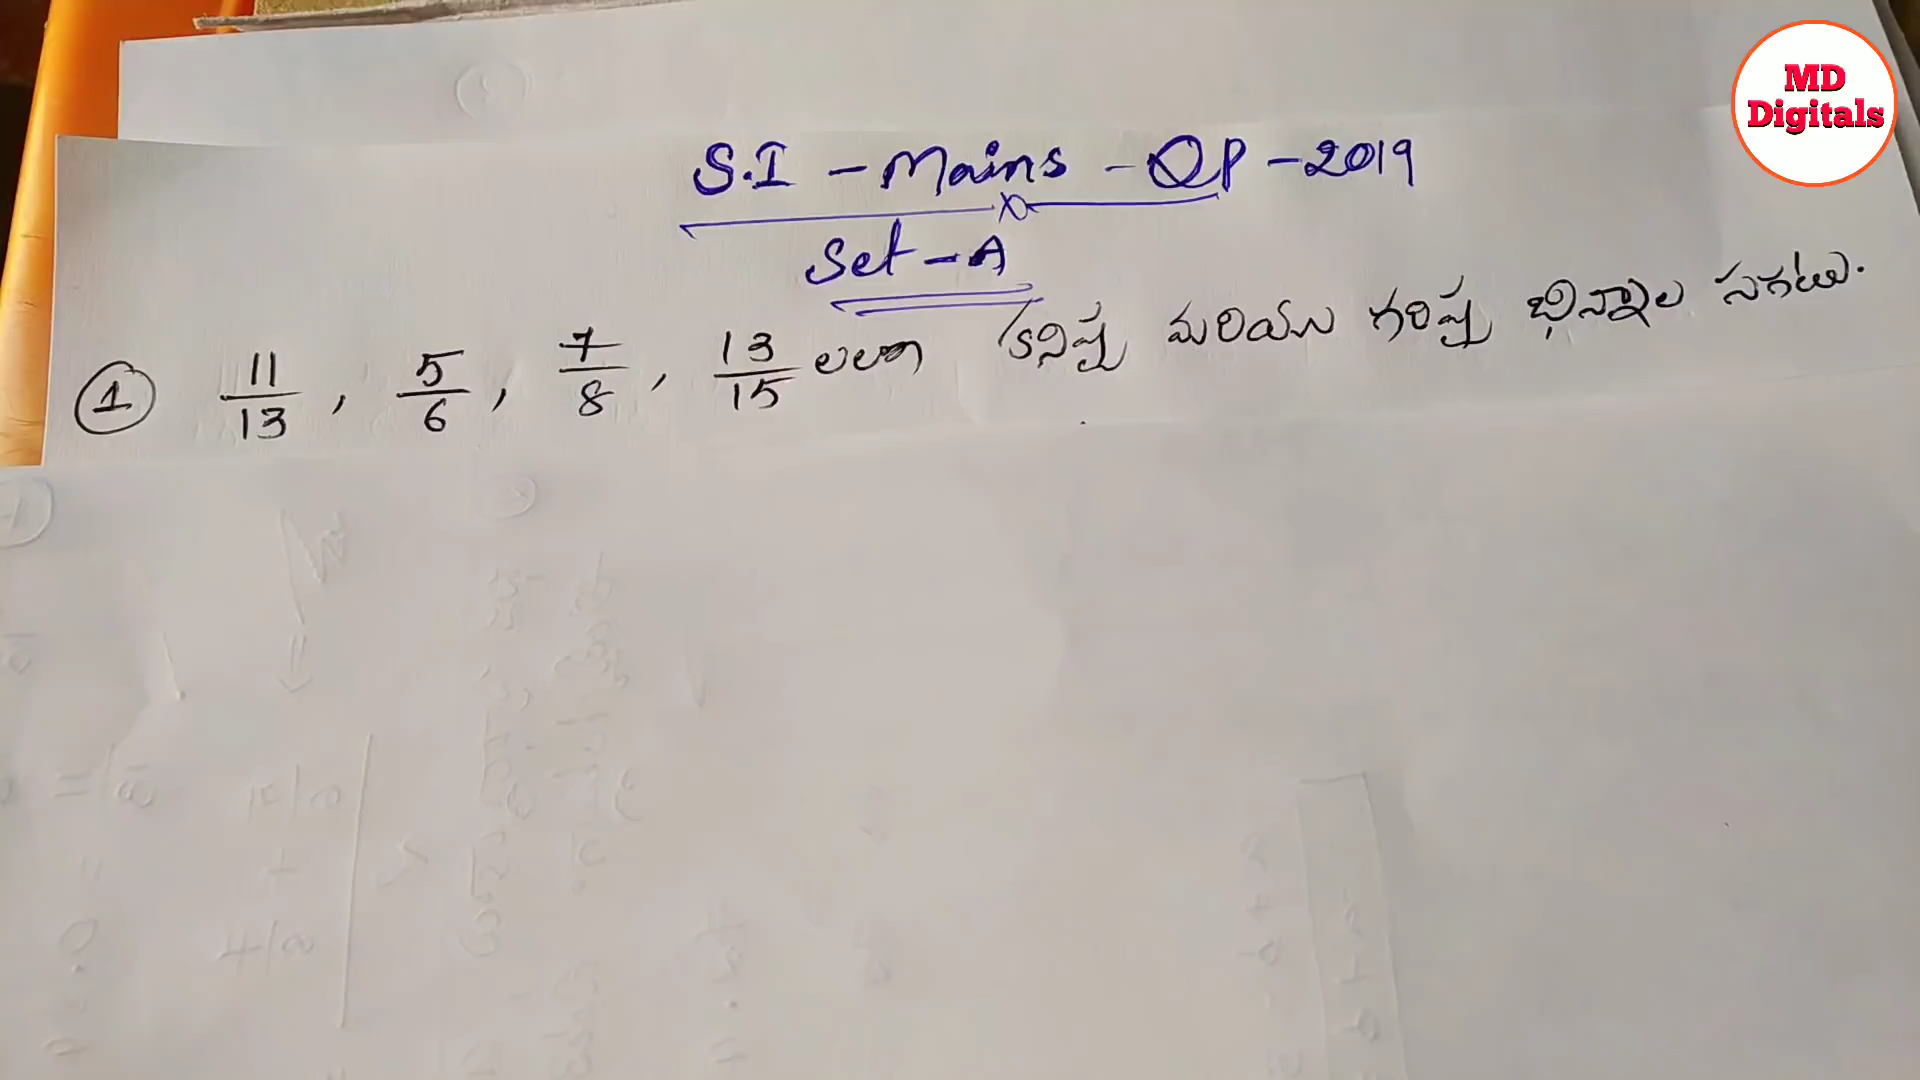 MD
Digitals
S.I - Mains - QP - 2019
Set - A
① 11/13, 5/6, 7/8, 13/15 లలో కనిష్ఠ మరియు గరిష్ఠ భిన్నాల సగటు.